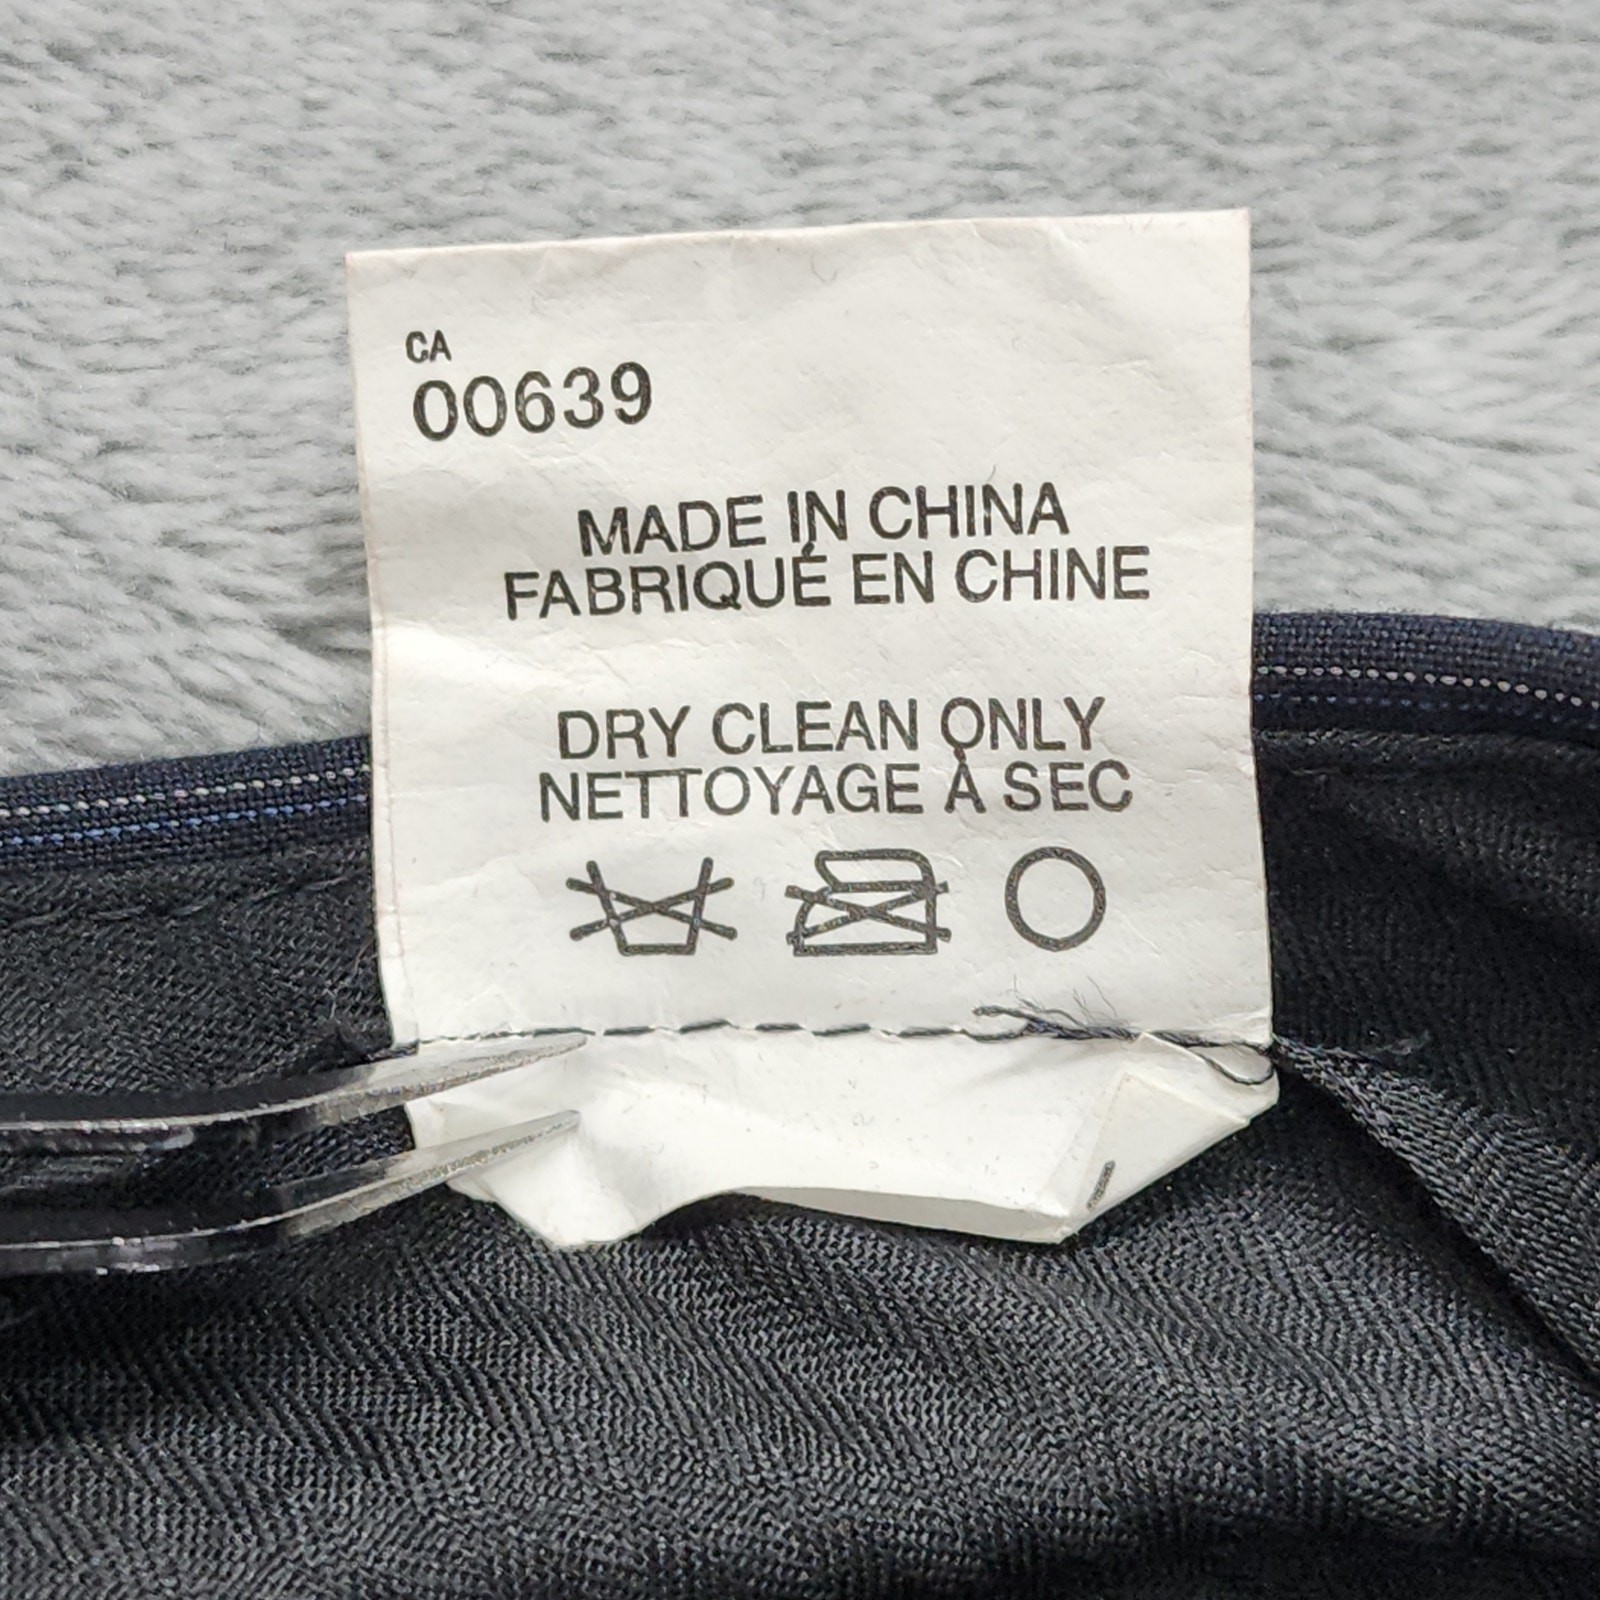 CA
00639
MADE IN CHINA
FABRIQUÉ EN CHINE
DRY CLEAN ONLY
NETTOYAGE À SEC